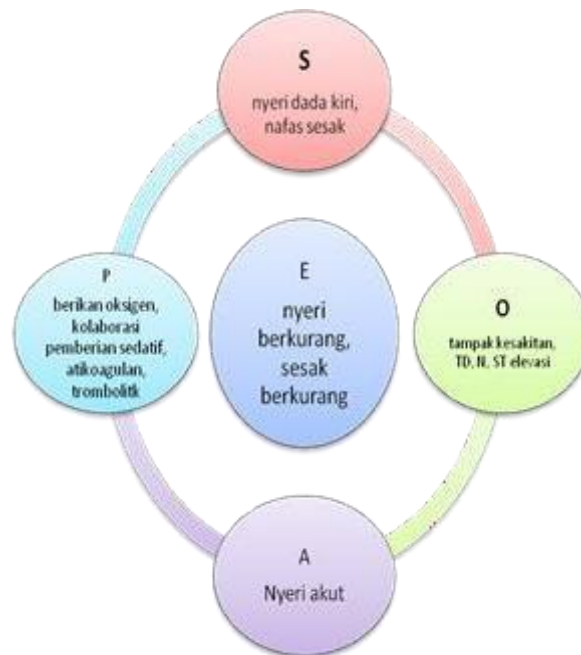 S
nyeri dada kiri,
nafas sesak
P
berikan oksigen,
kolaborasi
pemberian sedatif,
atikoagulan,
trombolitk
E
nyeri
berkurang,
sesak
berkurang
O
tampak kesakitan,
TD, N, ST elevasi
A
Nyeri akut